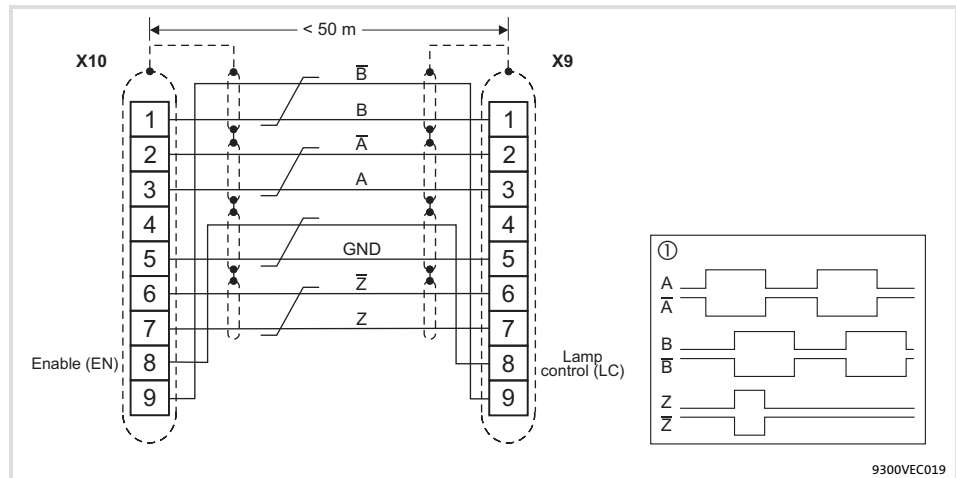 < 50 m
X10
X9
B̅
B
A̅
A
GND
Z̅
Z
1
2
3
4
5
6
7
8
9
Enable (EN)
1
2
3
4
5
6
7
8
9
Lamp
control (LC)
①
A
A̅
B
B̅
Z
Z̅
9300VEC019